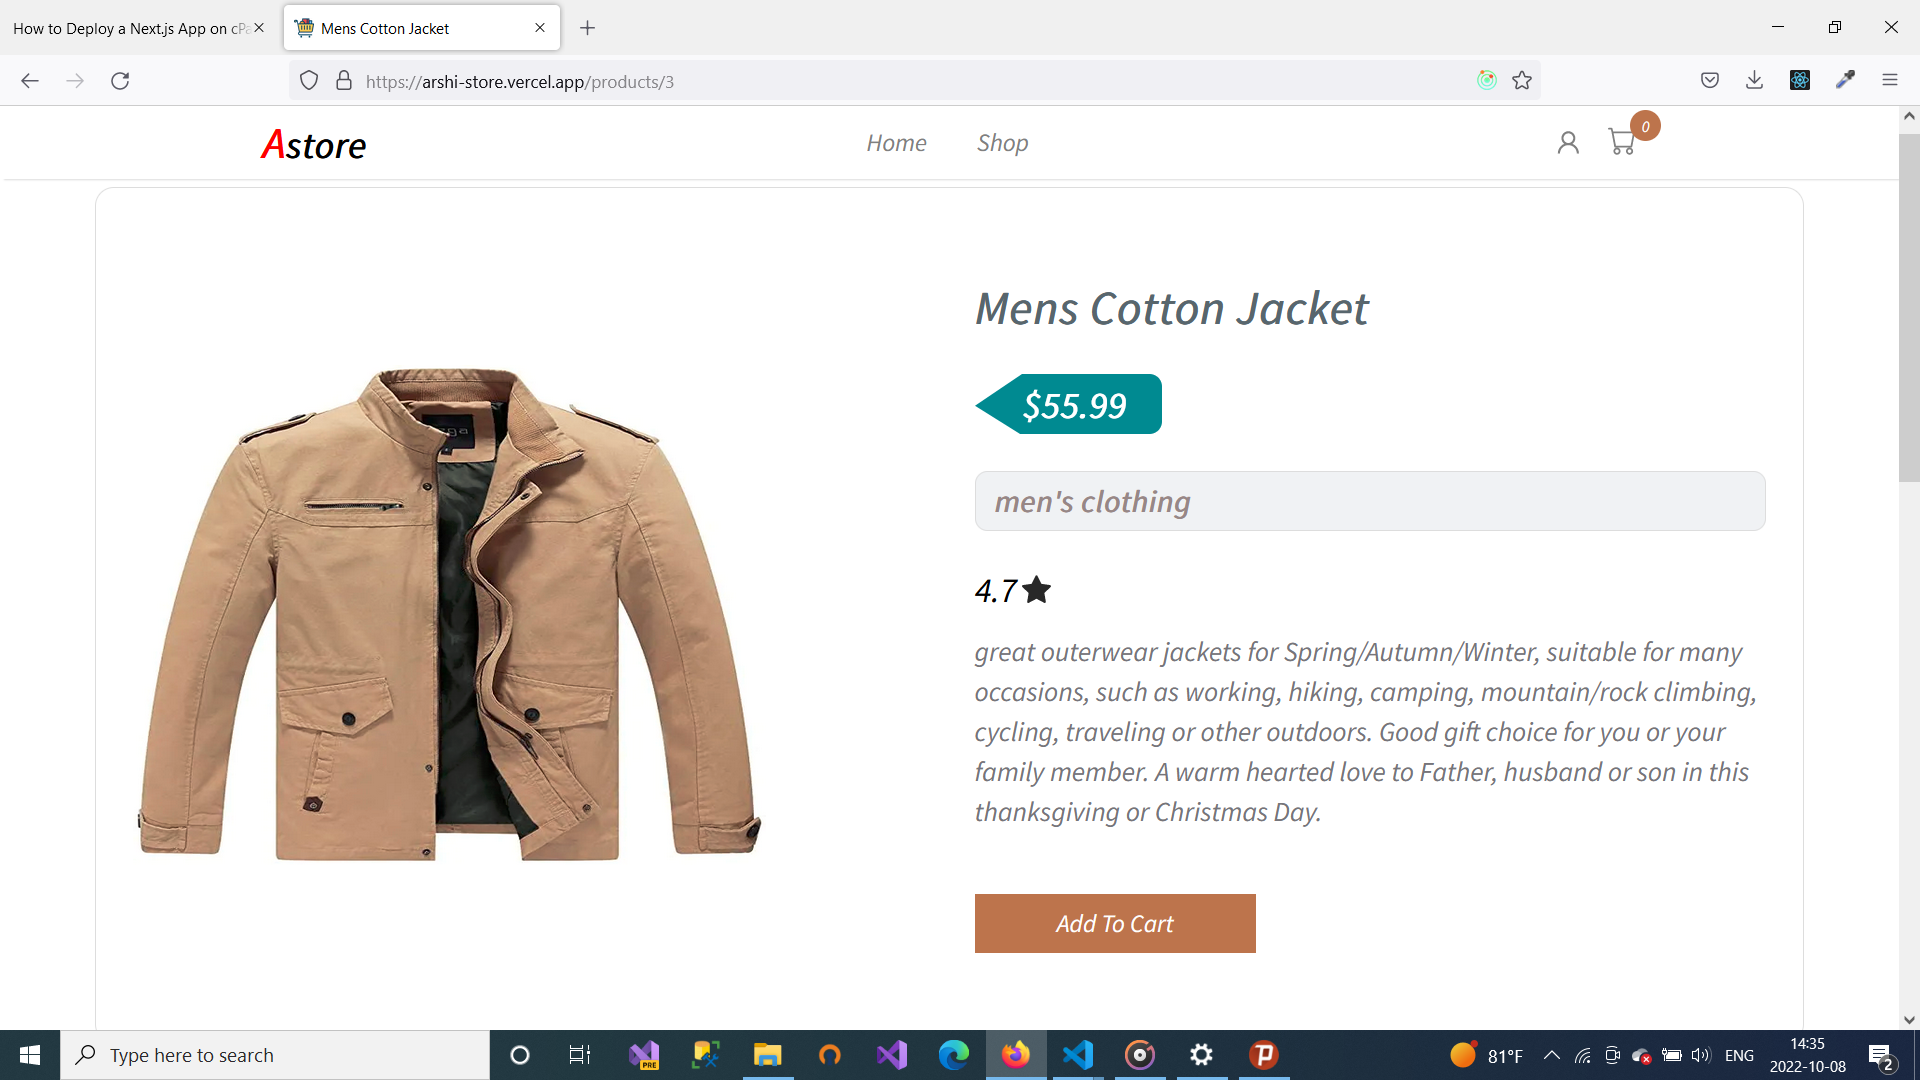 How to Deploy a Next.js App on cPa
Mens Cotton Jacket
https://arshi-store.vercel.app/products/3
Astore
Home
Shop
0
Mens Cotton Jacket
$55.99
men's clothing
4.7
great outerwear jackets for Spring/Autumn/Winter, suitable for many
occasions, such as working, hiking, camping, mountain/rock climbing,
cycling, traveling or other outdoors. Good gift choice for you or your
family member. A warm hearted love to Father, husband or son in this
thanksgiving or Christmas Day.
Add To Cart
Type here to search
PRE
81°F
ENG
14:35
2022-10-08
2